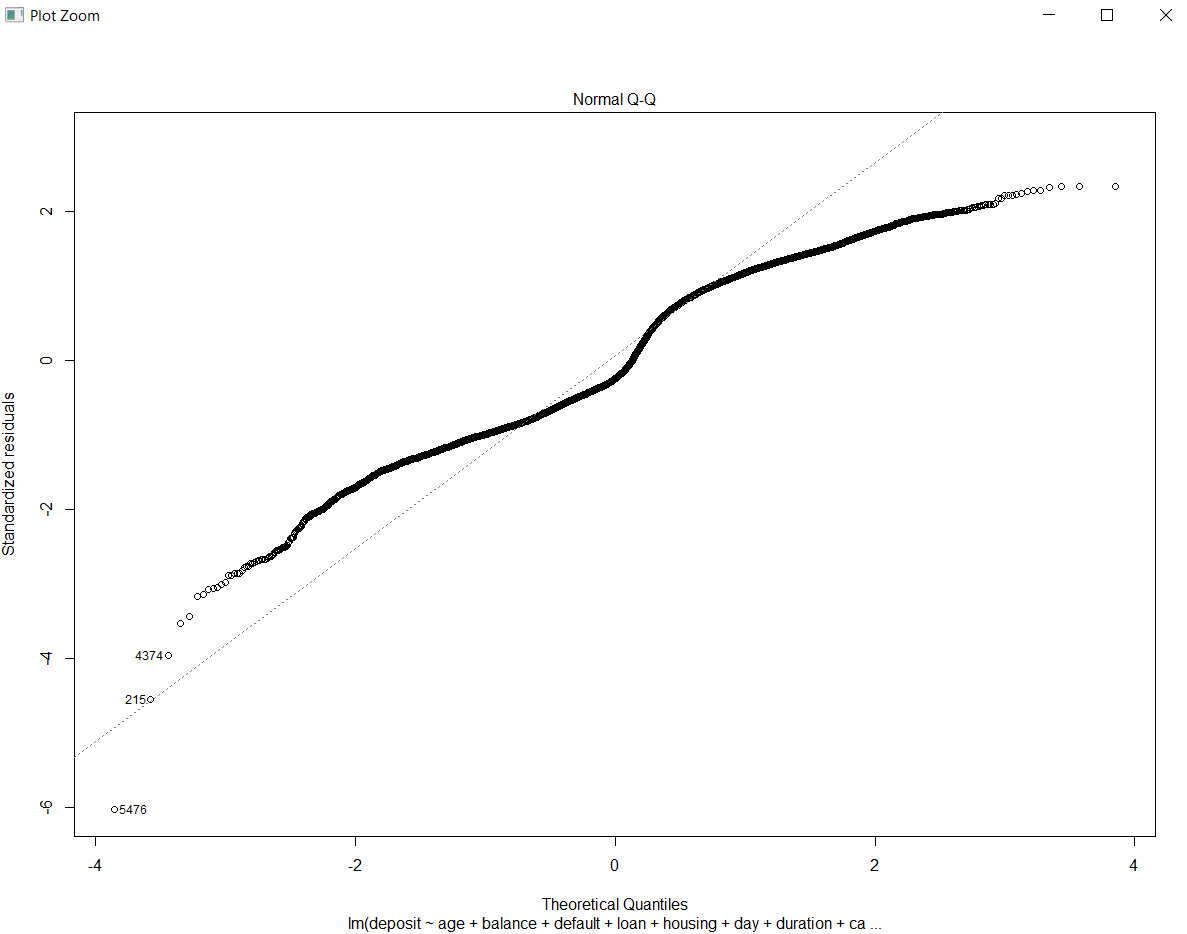 Plot Zoom
Normal Q-Q
Standardized residuals
2
0
-2
-4
-6
4374
215
5476
-4
-2
0
2
4
Theoretical Quantiles
lm(deposit ~ age + balance + default + loan + housing + day + duration + ca ...